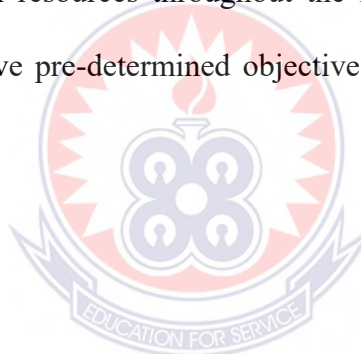 resources throughout the
ve pre-determined objective
EDUCATION FOR SERVICE